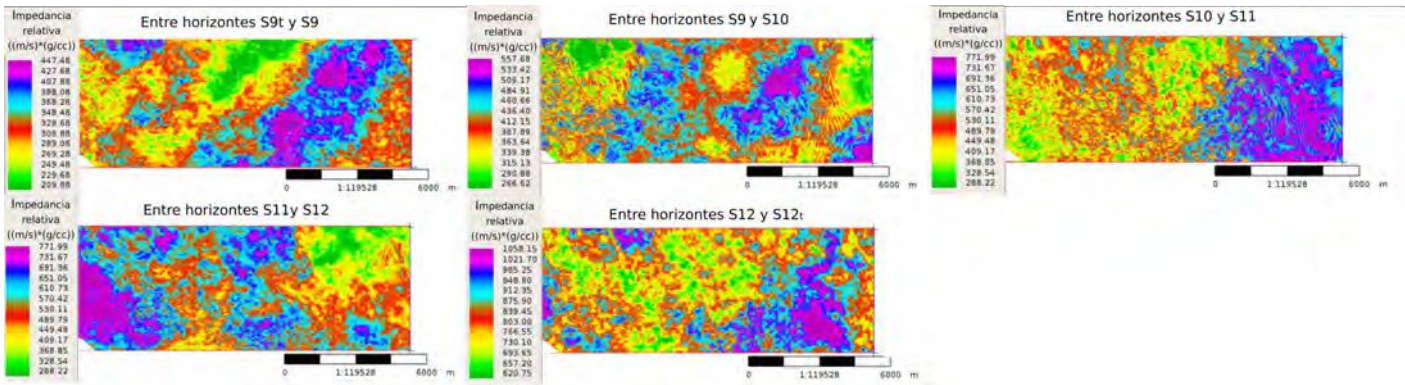 Impedancia
relativa
((m/s)*(g/cc))
Entre horizontes S9t y S9
447.48
427.68
407.88
388.08
368.28
348.48
328.68
308.88
289.08
269.28
249.48
229.68
209.88
0 1:119528 6000 m
Impedancia
relativa
((m/s)*(g/cc))
Entre horizontes S9 y S10
557.68
533.42
509.17
484.91
460.66
436.40
412.15
387.89
363.64
339.38
315.13
290.88
266.62
0 1:119528 6000 m
Impedancia
relativa
((m/s)*(g/cc))
Entre horizontes S10 y S11
771.99
731.67
691.36
651.05
610.73
570.42
530.11
489.79
449.48
409.17
368.85
328.54
288.22
0 1:119528 6000 m
Impedancia
relativa
((m/s)*(g/cc))
Entre horizontes S11y S12
771.99
731.67
691.36
651.05
610.73
570.42
530.11
489.79
449.48
409.17
368.85
328.54
288.22
0 1:119528 6000 m
Impedancia
relativa
((m/s)*(g/cc))
Entre horizontes S12 y S12t
1058.15
1021.70
985.25
948.80
912.35
875.90
839.45
803.00
766.55
730.10
693.65
657.20
620.75
0 1:119528 6000 m